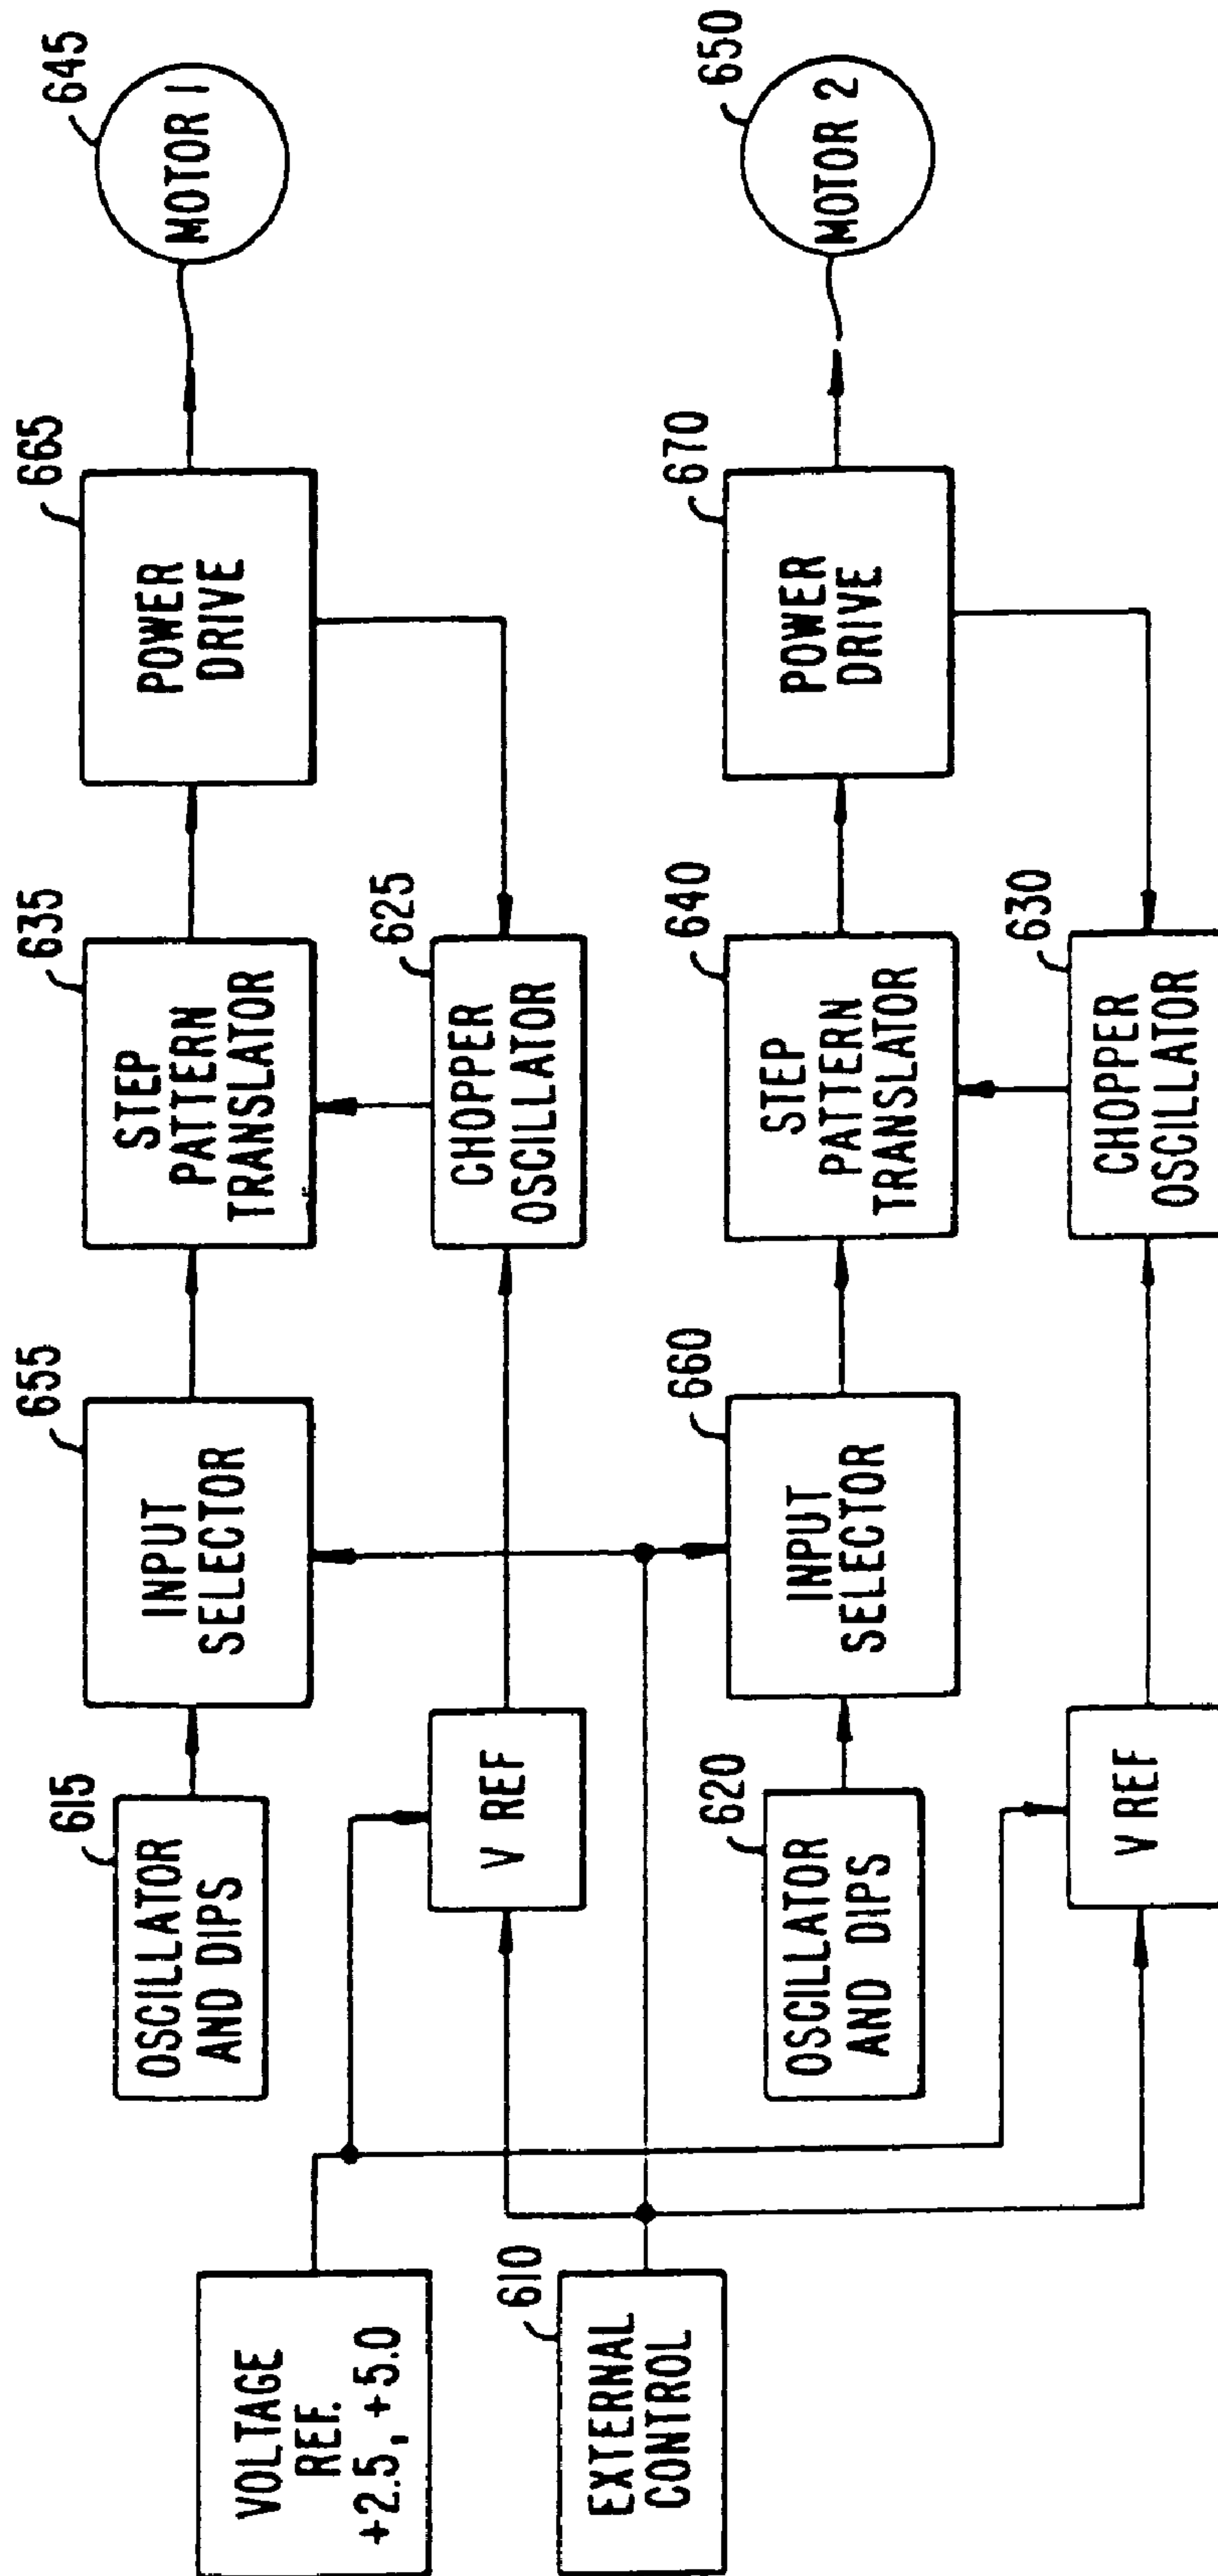 645
MOTOR 1
665
POWER
DRIVE
635
STEP
PATTERN
TRANSLATOR
625
CHOPPER
OSCILLATOR
655
INPUT
SELECTOR
615
OSCILLATOR
AND DIPS
V REF
VOLTAGE
REF.
+2.5, +5.0
610
EXTERNAL
CONTROL
650
MOTOR 2
670
POWER
DRIVE
640
STEP
PATTERN
TRANSLATOR
630
CHOPPER
OSCILLATOR
660
INPUT
SELECTOR
620
OSCILLATOR
AND DIPS
V REF